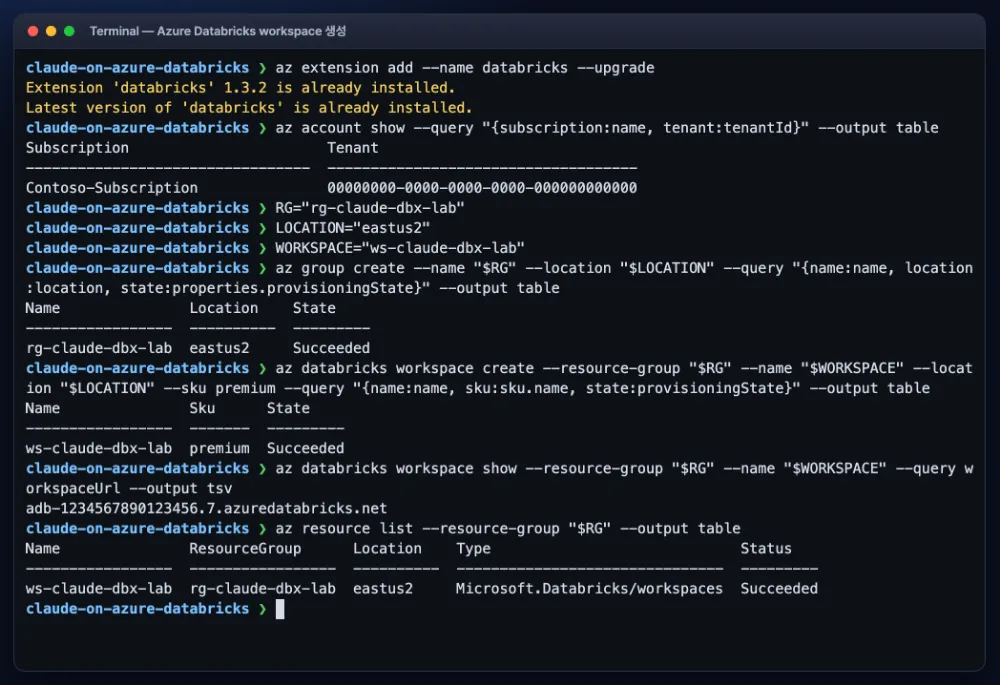 Terminal — Azure Databricks workspace 생성
claude-on-azure-databricks ❯ az extension add --name databricks --upgrade
Extension 'databricks' 1.3.2 is already installed.
Latest version of 'databricks' is already installed.
claude-on-azure-databricks ❯ az account show --query "{subscription:name, tenant:tenantId}" --output table
Subscription Tenant
--------------------------------- ------------------------------------
Contoso-Subscription 00000000-0000-0000-0000-000000000000
claude-on-azure-databricks ❯ RG="rg-claude-dbx-lab"
claude-on-azure-databricks ❯ LOCATION="eastus2"
claude-on-azure-databricks ❯ WORKSPACE="ws-claude-dbx-lab"
claude-on-azure-databricks ❯ az group create --name "$RG" --location "$LOCATION" --query "{name:name, location
:location, state:properties.provisioningState}" --output table
Name Location State
----------------- ---------- ---------
rg-claude-dbx-lab eastus2 Succeeded
claude-on-azure-databricks ❯ az databricks workspace create --resource-group "$RG" --name "$WORKSPACE" --locat
ion "$LOCATION" --sku premium --query "{name:name, sku:sku.name, state:provisioningState}" --output table
Name Sku State
----------------- ------- ---------
ws-claude-dbx-lab premium Succeeded
claude-on-azure-databricks ❯ az databricks workspace show --resource-group "$RG" --name "$WORKSPACE" --query w
orkspaceUrl --output tsv
adb-1234567890123456.7.azuredatabricks.net
claude-on-azure-databricks ❯ az resource list --resource-group "$RG" --output table
Name ResourceGroup Location Type Status
----------------- ----------------- ---------- ------------------------------- ---------
ws-claude-dbx-lab rg-claude-dbx-lab eastus2 Microsoft.Databricks/workspaces Succeeded
claude-on-azure-databricks ❯